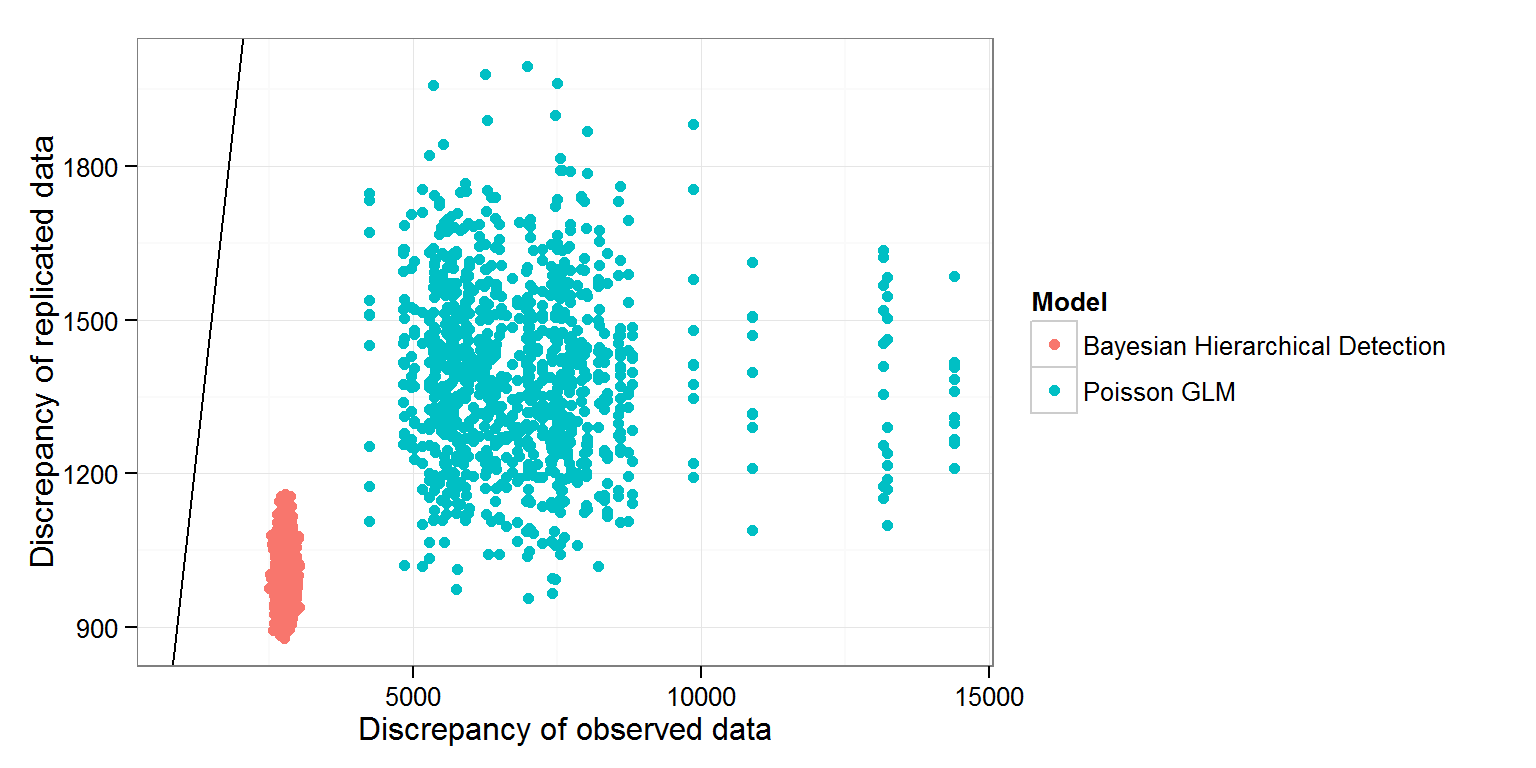 Discrepancy of replicated data
1800
1500
1200
900
5000
10000
15000
Discrepancy of observed data
Model
Bayesian Hierarchical Detection
Poisson GLM